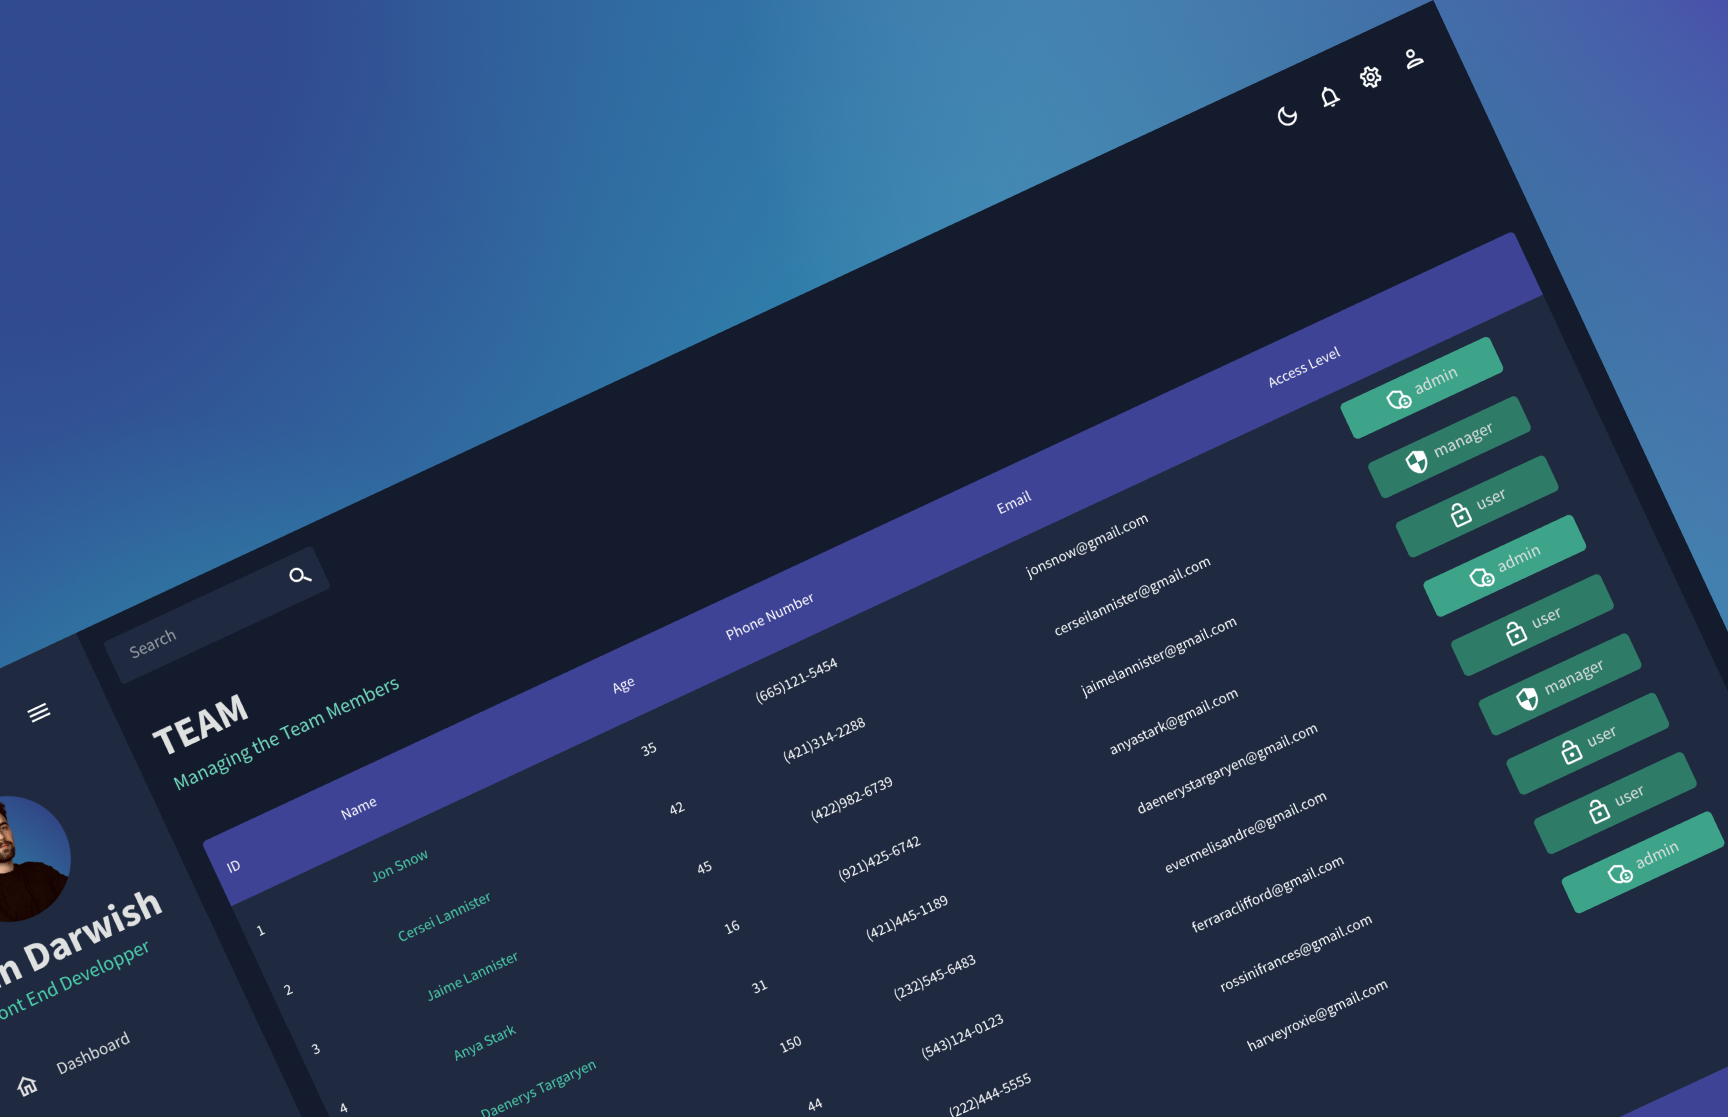 Search
TEAM
Managing the Team Members
ID Name Age Phone Number Email Access Level
1 Jon Snow 35 (665)121-5454 jonsnow@gmail.com admin
2 Cersei Lannister 42 (421)314-2288 cerseilannister@gmail.com manager
3 Jaime Lannister 45 (422)982-6739 jaimelannister@gmail.com user
4 Anya Stark 16 (921)425-6742 anyastark@gmail.com admin
Daenerys Targaryen 31 (421)445-1189 daenerystargaryen@gmail.com user
150 (232)545-6483 evermelisandre@gmail.com manager
44 (543)124-0123 ferraraclifford@gmail.com user
(222)444-5555 rossinifrances@gmail.com user
harveyroxie@gmail.com admin
n Darwish
ont End Developper
Dashboard